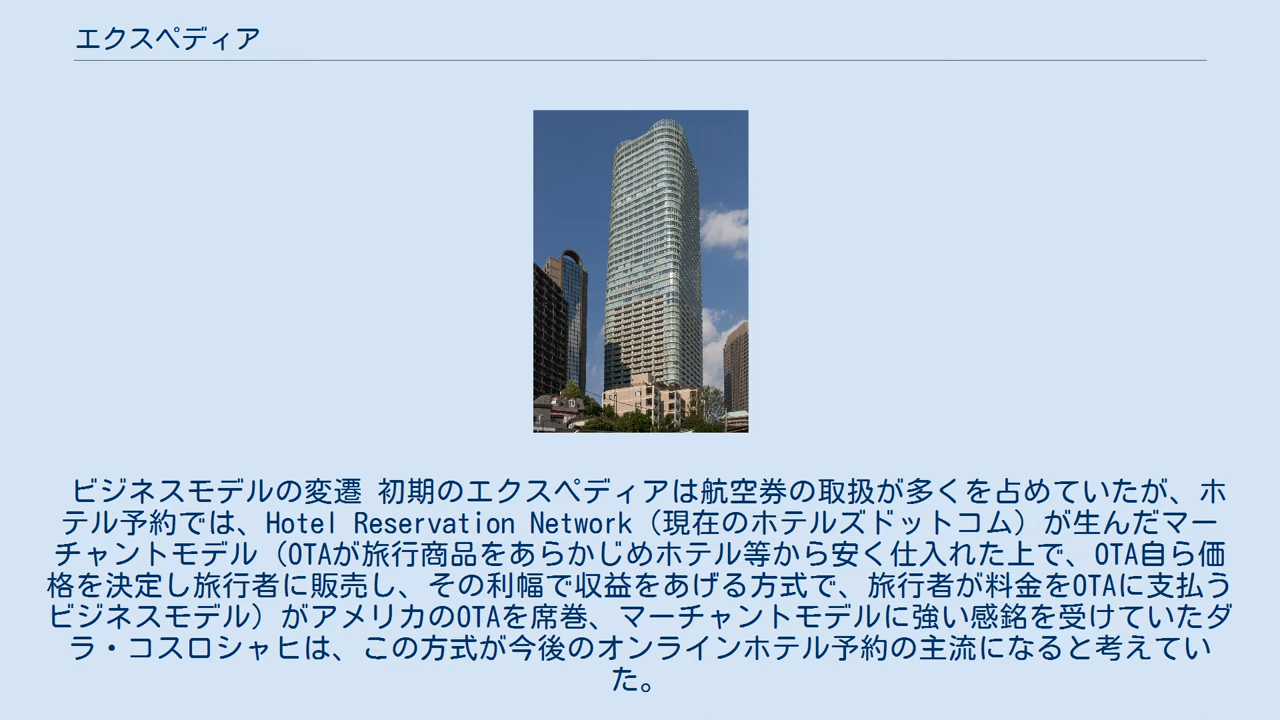 エクスペディア
ビジネスモデルの変遷 初期のエクスペディアは航空券の取扱が多くを占めていたが、ホ
テル予約では、Hotel Reservation Network（現在のホテルズドットコム）が生んだマー
チャントモデル（OTAが旅行商品をあらかじめホテル等から安く仕入れた上で、OTA自ら価
格を決定し旅行者に販売し、その利幅で収益をあげる方式で、旅行者が料金をOTAに支払う
ビジネスモデル）がアメリカのOTAを席巻、マーチャントモデルに強い感銘を受けていたダ
ラ・コスロシャヒは、この方式が今後のオンラインホテル予約の主流になると考えてい
た。